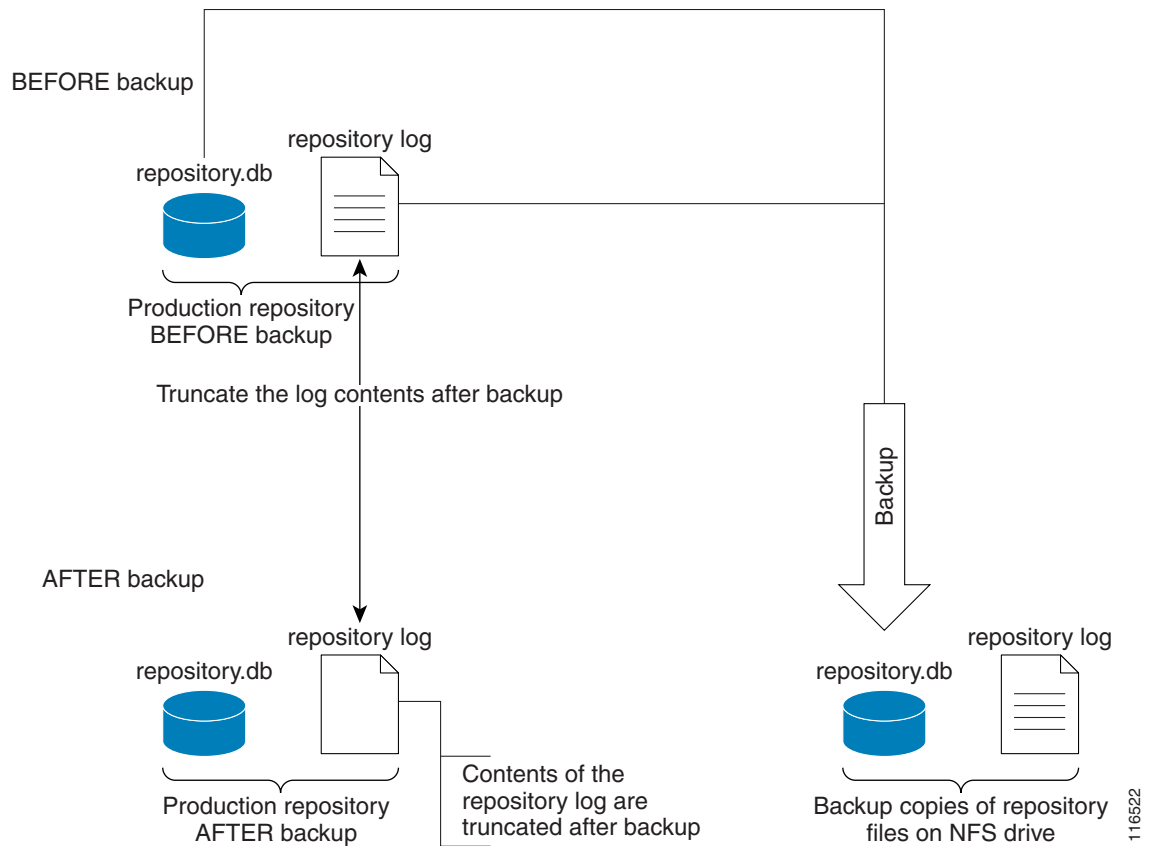 BEFORE backup
repository log
repository.db
Production repository
BEFORE backup
Truncate the log contents after backup
Backup
AFTER backup
repository log
repository.db
Production repository
AFTER backup
Contents of the
repository log are
truncated after backup
repository log
repository.db
Backup copies of repository
files on NFS drive
116522